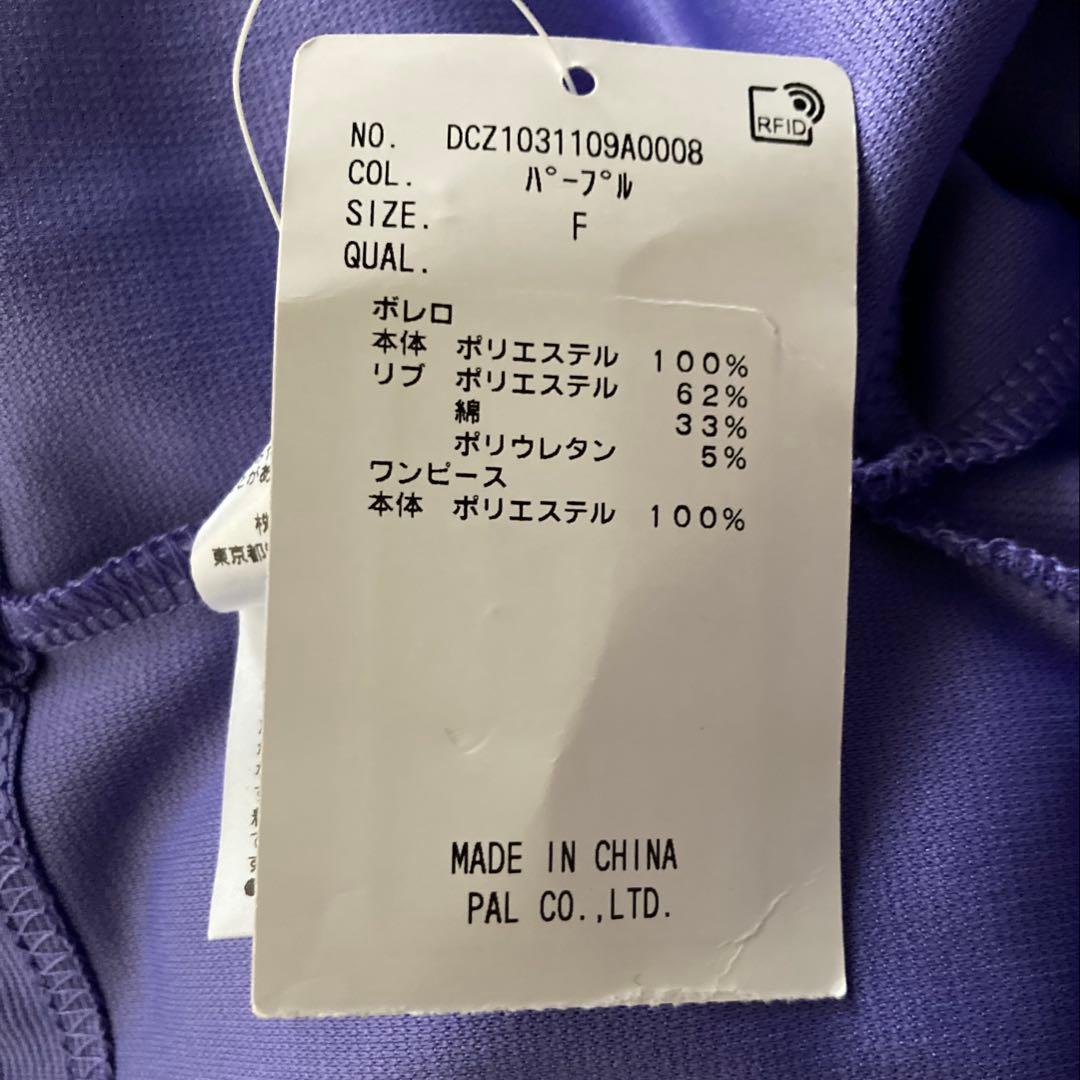 RFID
NO. DCZ1031109A0008
COL. ﾊﾟｰﾌﾟﾙ
SIZE. F
QUAL.
ボレロ
本体 ポリエステル 100%
リブ ポリエステル 62%
綿 33%
ポリウレタン 5%
ワンピース
本体 ポリエステル 100%
MADE IN CHINA
PAL CO.,LTD.
東京都